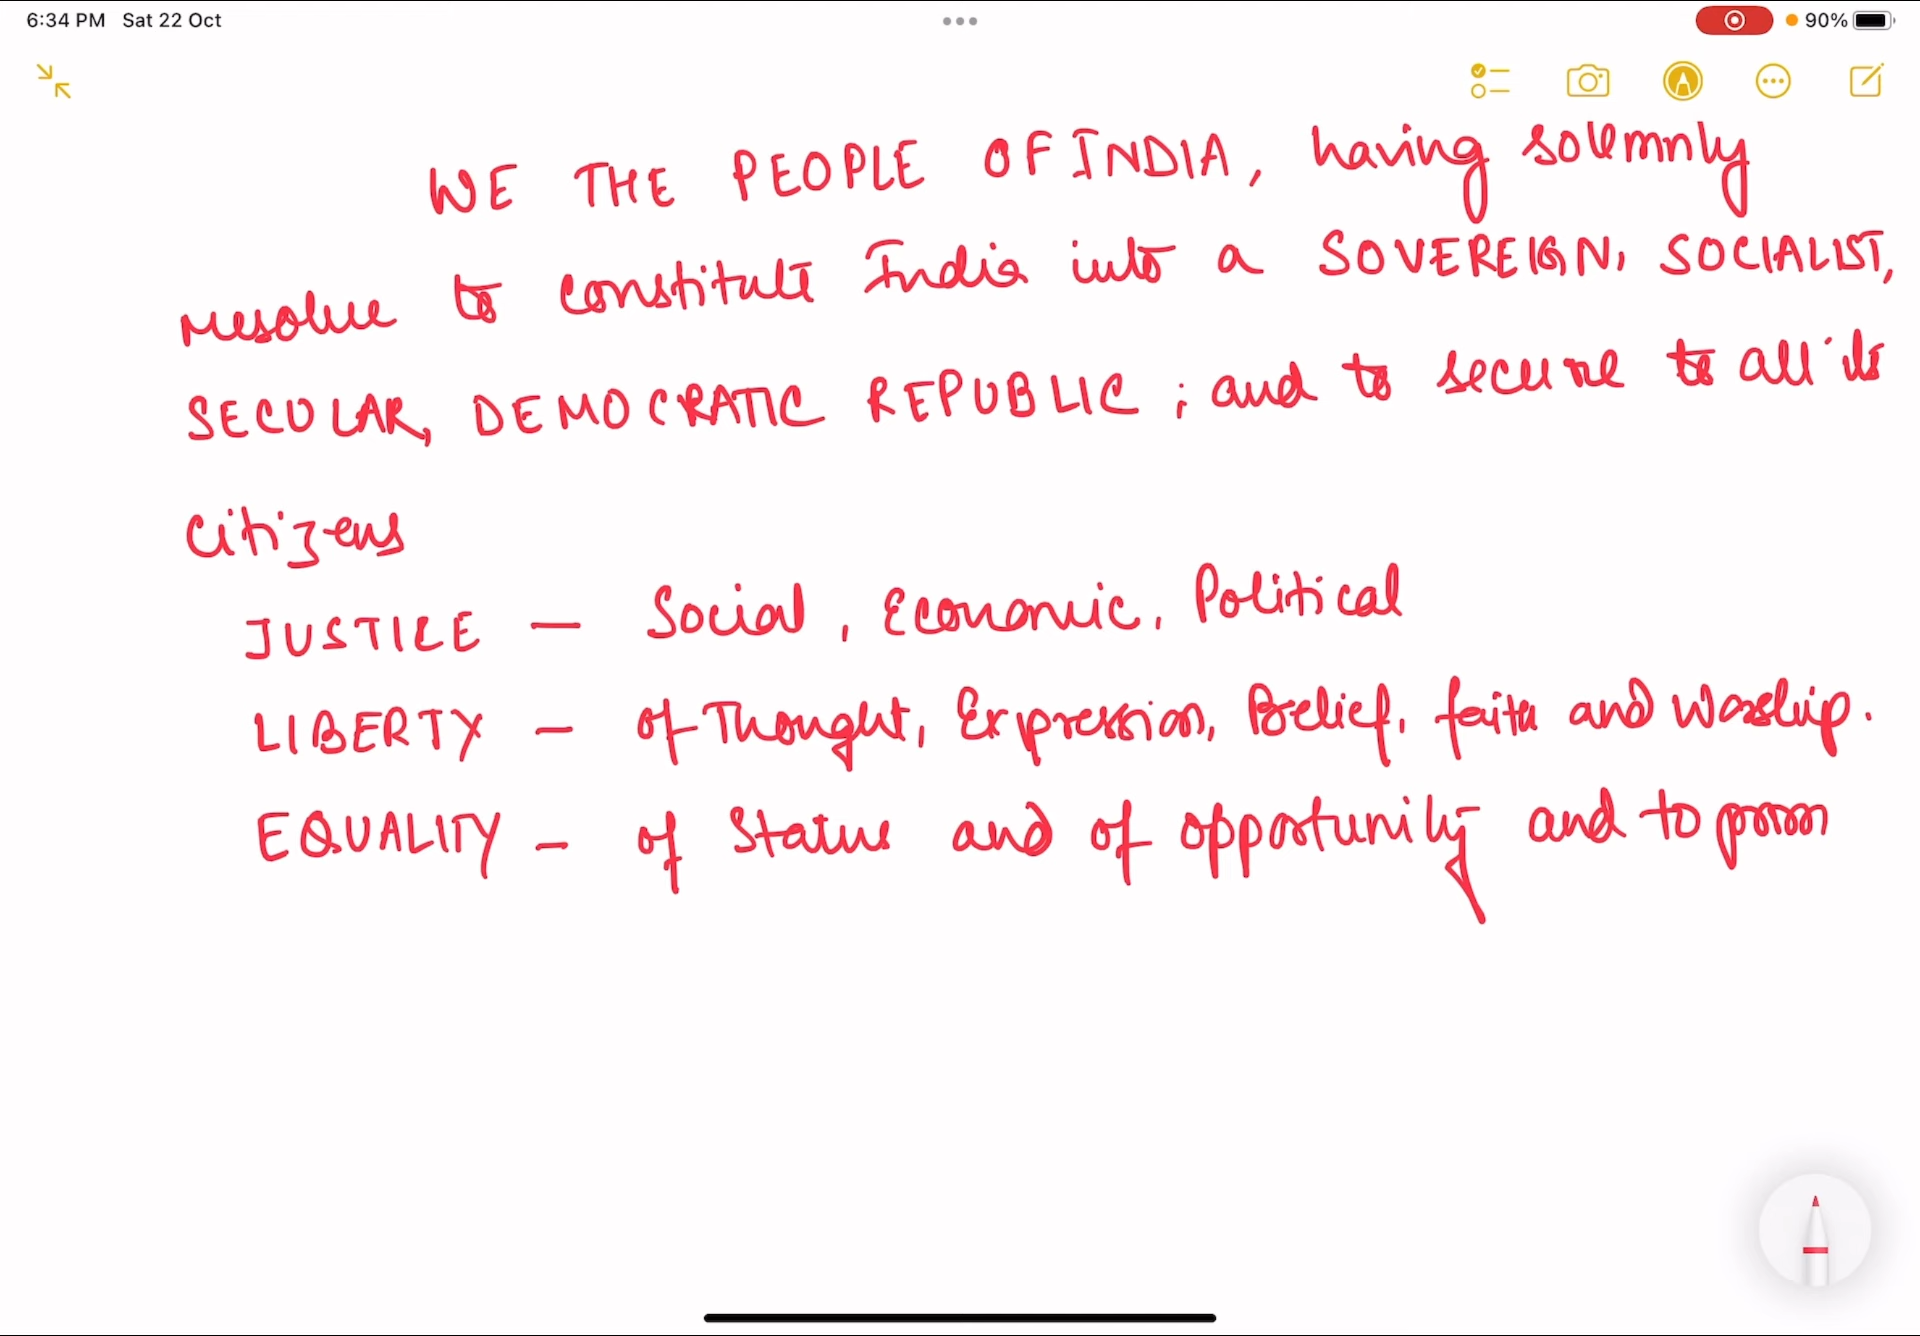 6:34 PM Sat 22 Oct
90%
WE THE PEOPLE OF INDIA, having solemnly
resolve to constitute India into a SOVEREIGN, SOCIALIST,
SECULAR, DEMOCRATIC REPUBLIC ; and to secure to all its
Citizens
JUSTICE — Social, Economic, Political
LIBERTY – of Thought, Expression, Belief, faith and Worship.
EQUALITY – of Status and of opportunity and to prom